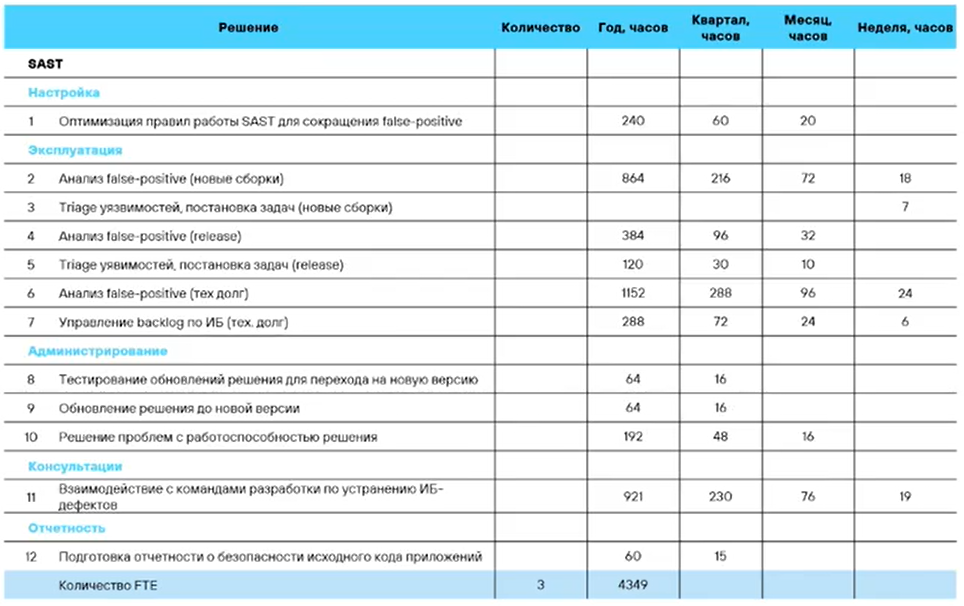 Решение Количество Год, часов Квартал, часов Месяц, часов Неделя, часов
SAST
Настройка
1 Оптимизация правил работы SAST для сокращения false-positive 240 60 20
Эксплуатация
2 Анализ false-positive (новые сборки) 864 216 72 18
3 Triage уязвимостей, постановка задач (новые сборки) 7
4 Анализ false-positive (release) 384 96 32
5 Triage уявимостей, постановка задач (release) 120 30 10
6 Анализ false-positive (тех долг) 1152 288 96 24
7 Управление backlog по ИБ (тех. долг) 288 72 24 6
Администрирование
8 Тестирование обновлений решения для перехода на новую версию 64 16
9 Обновление решения до новой версии 64 16
10 Решение проблем с работоспособностью решения 192 48 16
Консультации
11 Взаимодействие с командами разработки по устранению ИБ-
дефектов 921 230 76 19
Отчетность
12 Подготовка отчетности о безопасности исходного кода приложений 60 15
Количество FTE 3 4349